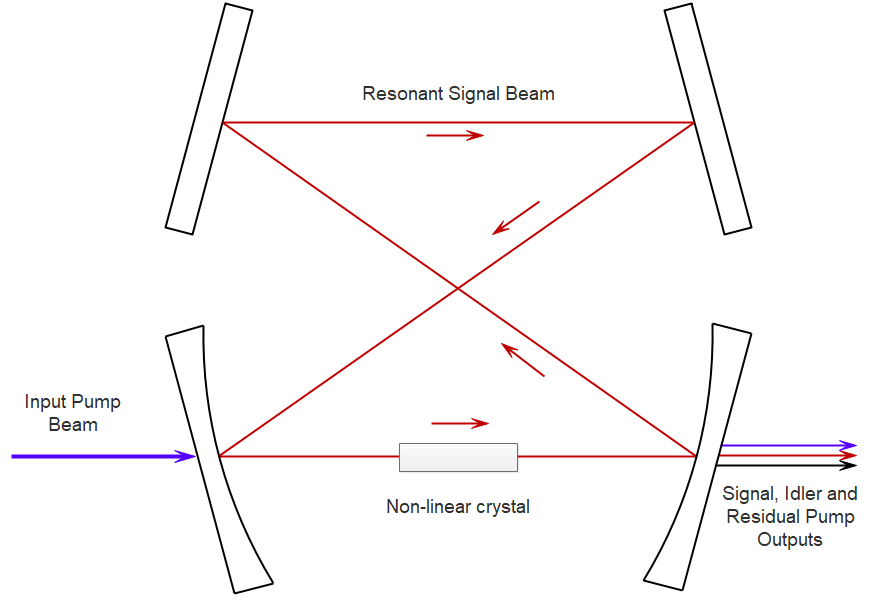 Resonant Signal Beam
Input Pump
Beam
Non-linear crystal
Signal, Idler and
Residual Pump
Outputs